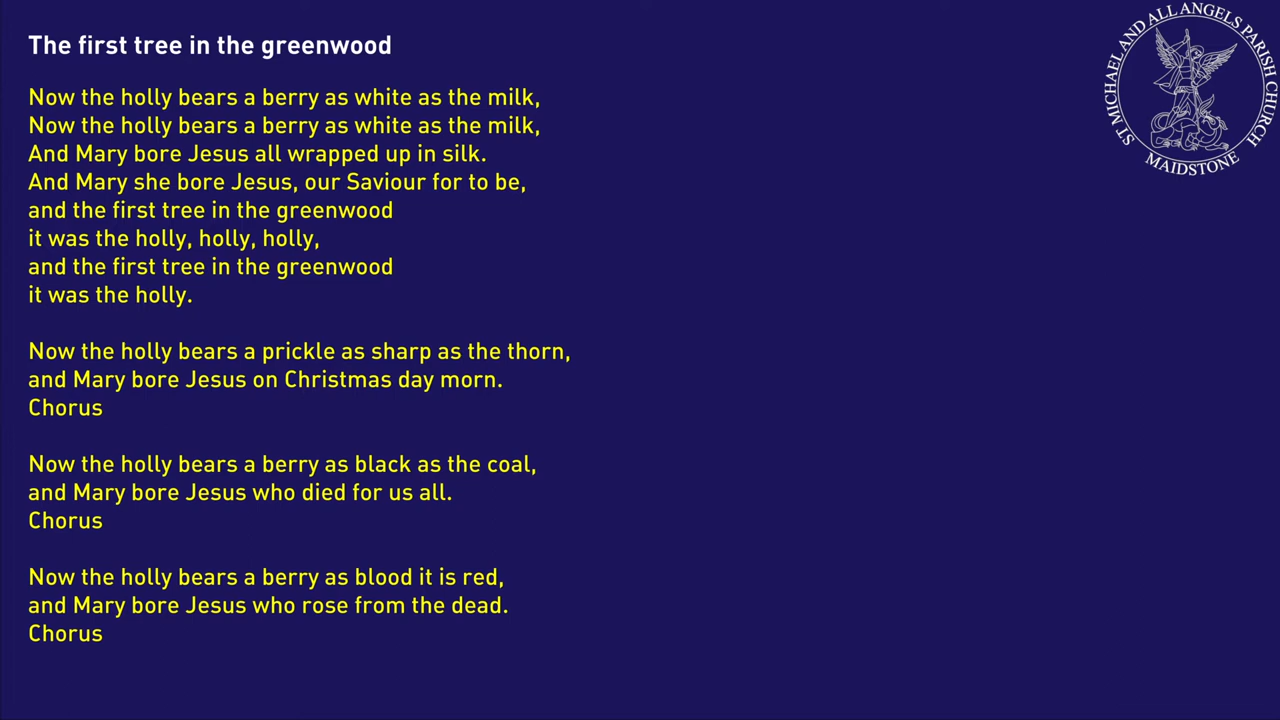 The first tree in the greenwood
Now the holly bears a berry as white as the milk,
Now the holly bears a berry as white as the milk,
And Mary bore Jesus all wrapped up in silk.
And Mary she bore Jesus, our Saviour for to be,
and the first tree in the greenwood
it was the holly, holly, holly,
and the first tree in the greenwood
it was the holly.
Now the holly bears a prickle as sharp as the thorn,
and Mary bore Jesus on Christmas day morn.
Chorus
Now the holly bears a berry as black as the coal,
and Mary bore Jesus who died for us all.
Chorus
Now the holly bears a berry as blood it is red,
and Mary bore Jesus who rose from the dead.
Chorus
ST MICHAEL AND ALL ANGELS PARISH CHURCH
MAIDSTONE